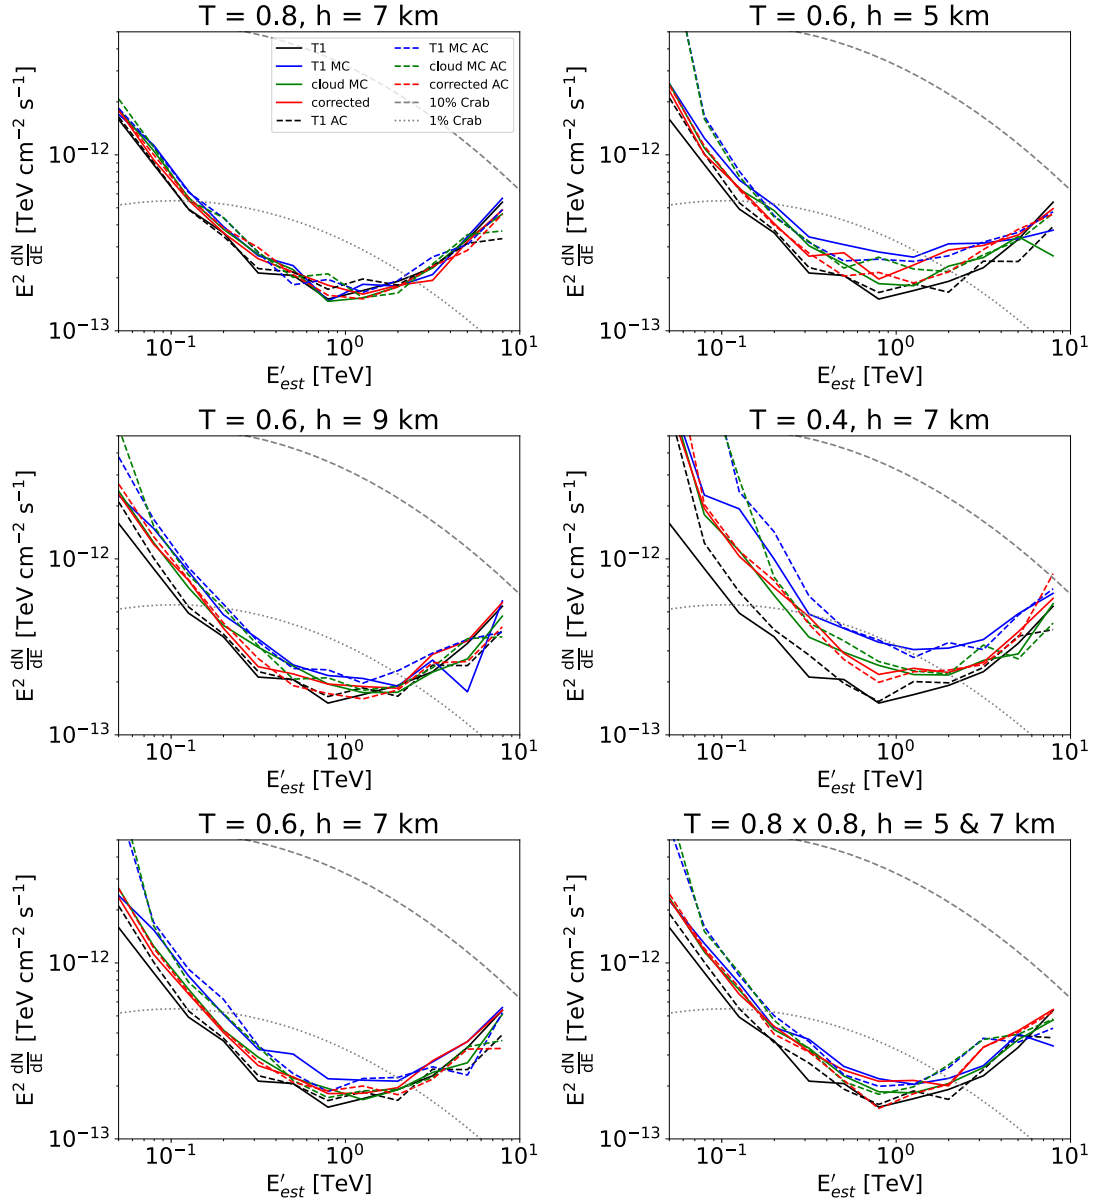 T = 0.8, h = 7 km
T1
T1 MC
cloud MC
corrected
T1 AC
T1 MC AC
cloud MC AC
corrected AC
10% Crab
1% Crab
E² dN/dE [TeV cm⁻² s⁻¹]
10⁻¹²
10⁻¹³
10⁻¹ 10⁰ 10¹
E′est [TeV]
T = 0.6, h = 5 km
E² dN/dE [TeV cm⁻² s⁻¹]
10⁻¹²
10⁻¹³
10⁻¹ 10⁰ 10¹
E′est [TeV]
T = 0.6, h = 9 km
E² dN/dE [TeV cm⁻² s⁻¹]
10⁻¹²
10⁻¹³
10⁻¹ 10⁰ 10¹
E′est [TeV]
T = 0.4, h = 7 km
E² dN/dE [TeV cm⁻² s⁻¹]
10⁻¹²
10⁻¹³
10⁻¹ 10⁰ 10¹
E′est [TeV]
T = 0.6, h = 7 km
E² dN/dE [TeV cm⁻² s⁻¹]
10⁻¹²
10⁻¹³
10⁻¹ 10⁰ 10¹
E′est [TeV]
T = 0.8 x 0.8, h = 5 & 7 km
E² dN/dE [TeV cm⁻² s⁻¹]
10⁻¹²
10⁻¹³
10⁻¹ 10⁰ 10¹
E′est [TeV]